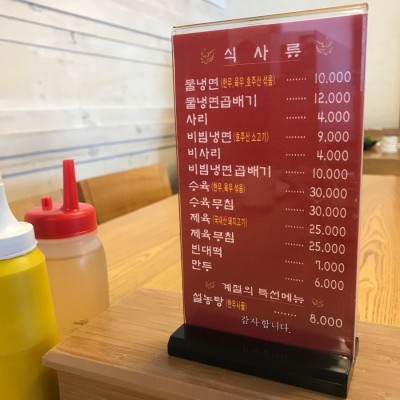 식사류
물냉면(한우,육우,호주산 섞음) ······· 10,000
물냉면곱배기 ······· 12,000
사리 ······· 4,000
비빔냉면(호주산 소고기) ······· 9,000
비사리 ······· 4,000
비빔냉면곱배기 ······· 10,000
수육(한우,육우 섞음) ······· 30,000
수육무침 ······· 30,000
제육(국내산 돼지고기) ······· 25,000
제육무침 ······· 25,000
빈대떡 ······· 7,000
만두 ······· 6,000
계절의 특선메뉴
설농탕(한우사골) ······· 8,000
감사합니다.